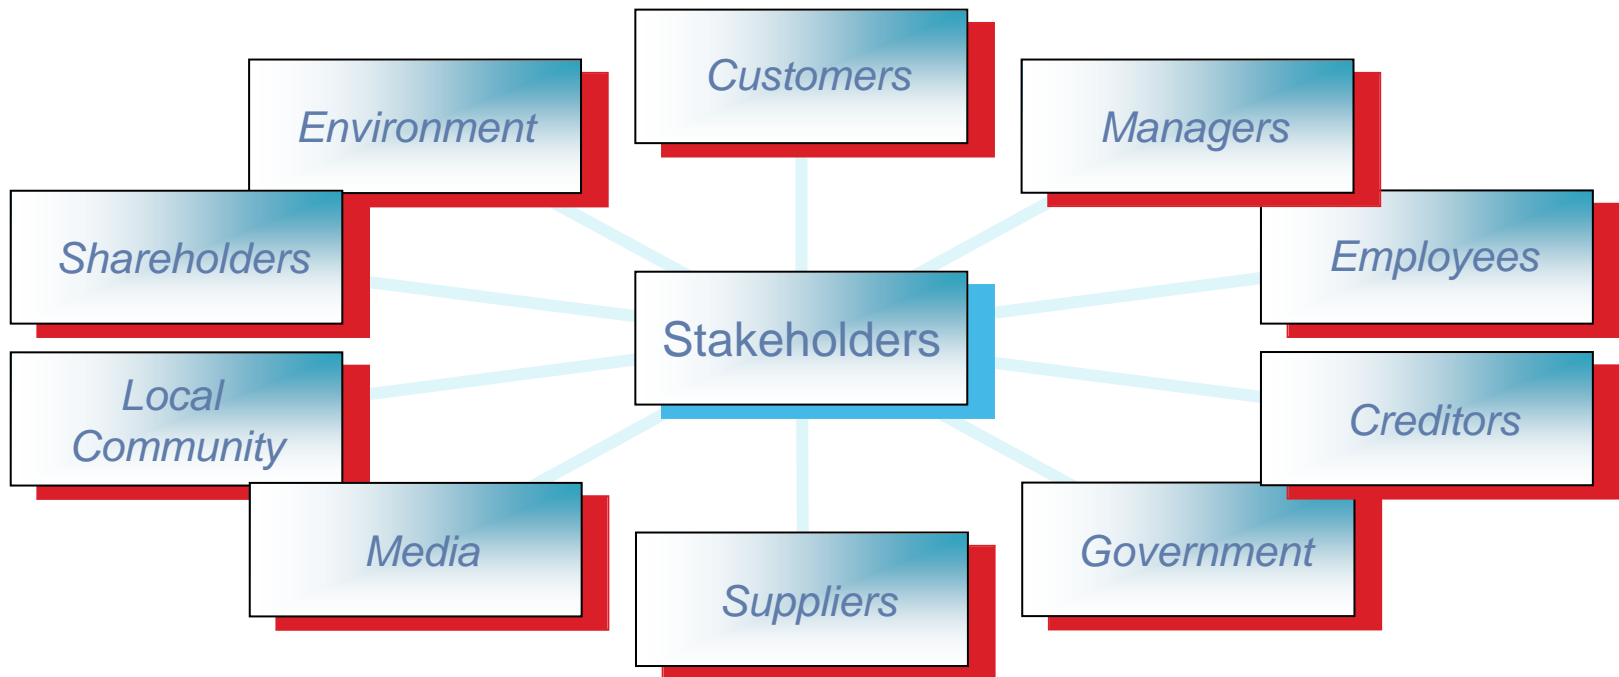 Customers
Environment
Managers
Shareholders
Employees
Stakeholders
Local
Community
Creditors
Media
Government
Suppliers